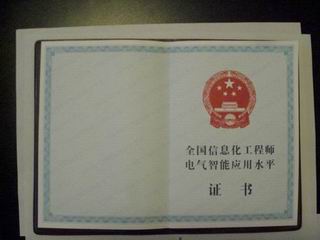 全国信息化工程师
电气智能应用水平
证书